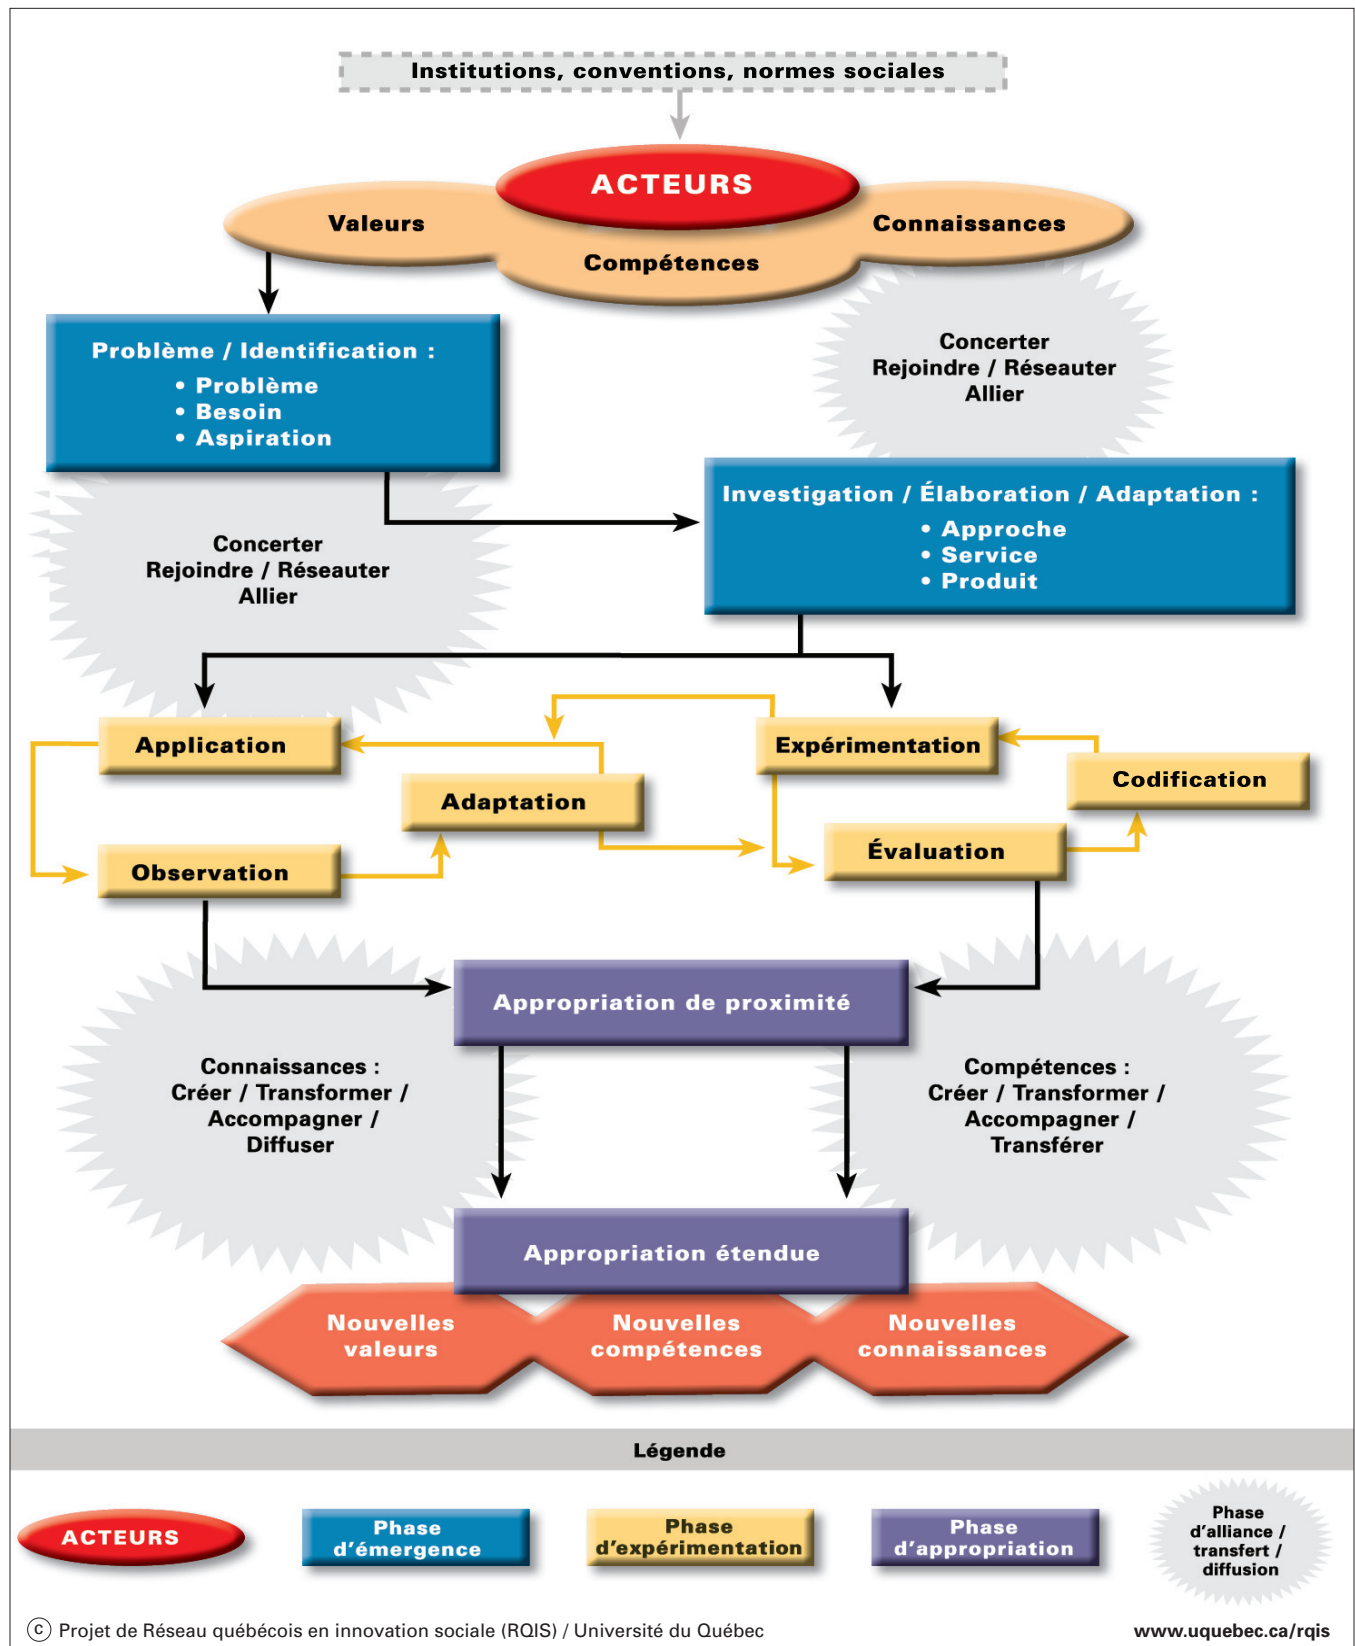 Institutions, conventions, normes sociales
ACTEURS
Valeurs
Connaissances
Compétences
Problème / Identification :
• Problème
• Besoin
• Aspiration
Concerter
Rejoindre / Réseauter
Allier
Investigation / Élaboration / Adaptation :
• Approche
• Service
• Produit
Concerter
Rejoindre / Réseauter
Allier
Application
Expérimentation
Adaptation
Codification
Observation
Évaluation
Appropriation de proximité
Connaissances :
Créer / Transformer /
Accompagner /
Diffuser
Compétences :
Créer / Transformer /
Accompagner /
Transférer
Appropriation étendue
Nouvelles
valeurs
Nouvelles
compétences
Nouvelles
connaissances
Légende
ACTEURS
Phase
d'émergence
Phase
d'expérimentation
Phase
d'appropriation
Phase
d'alliance /
transfert /
diffusion
© Projet de Réseau québécois en innovation sociale (RQIS) / Université du Québec
www.uquebec.ca/rqis